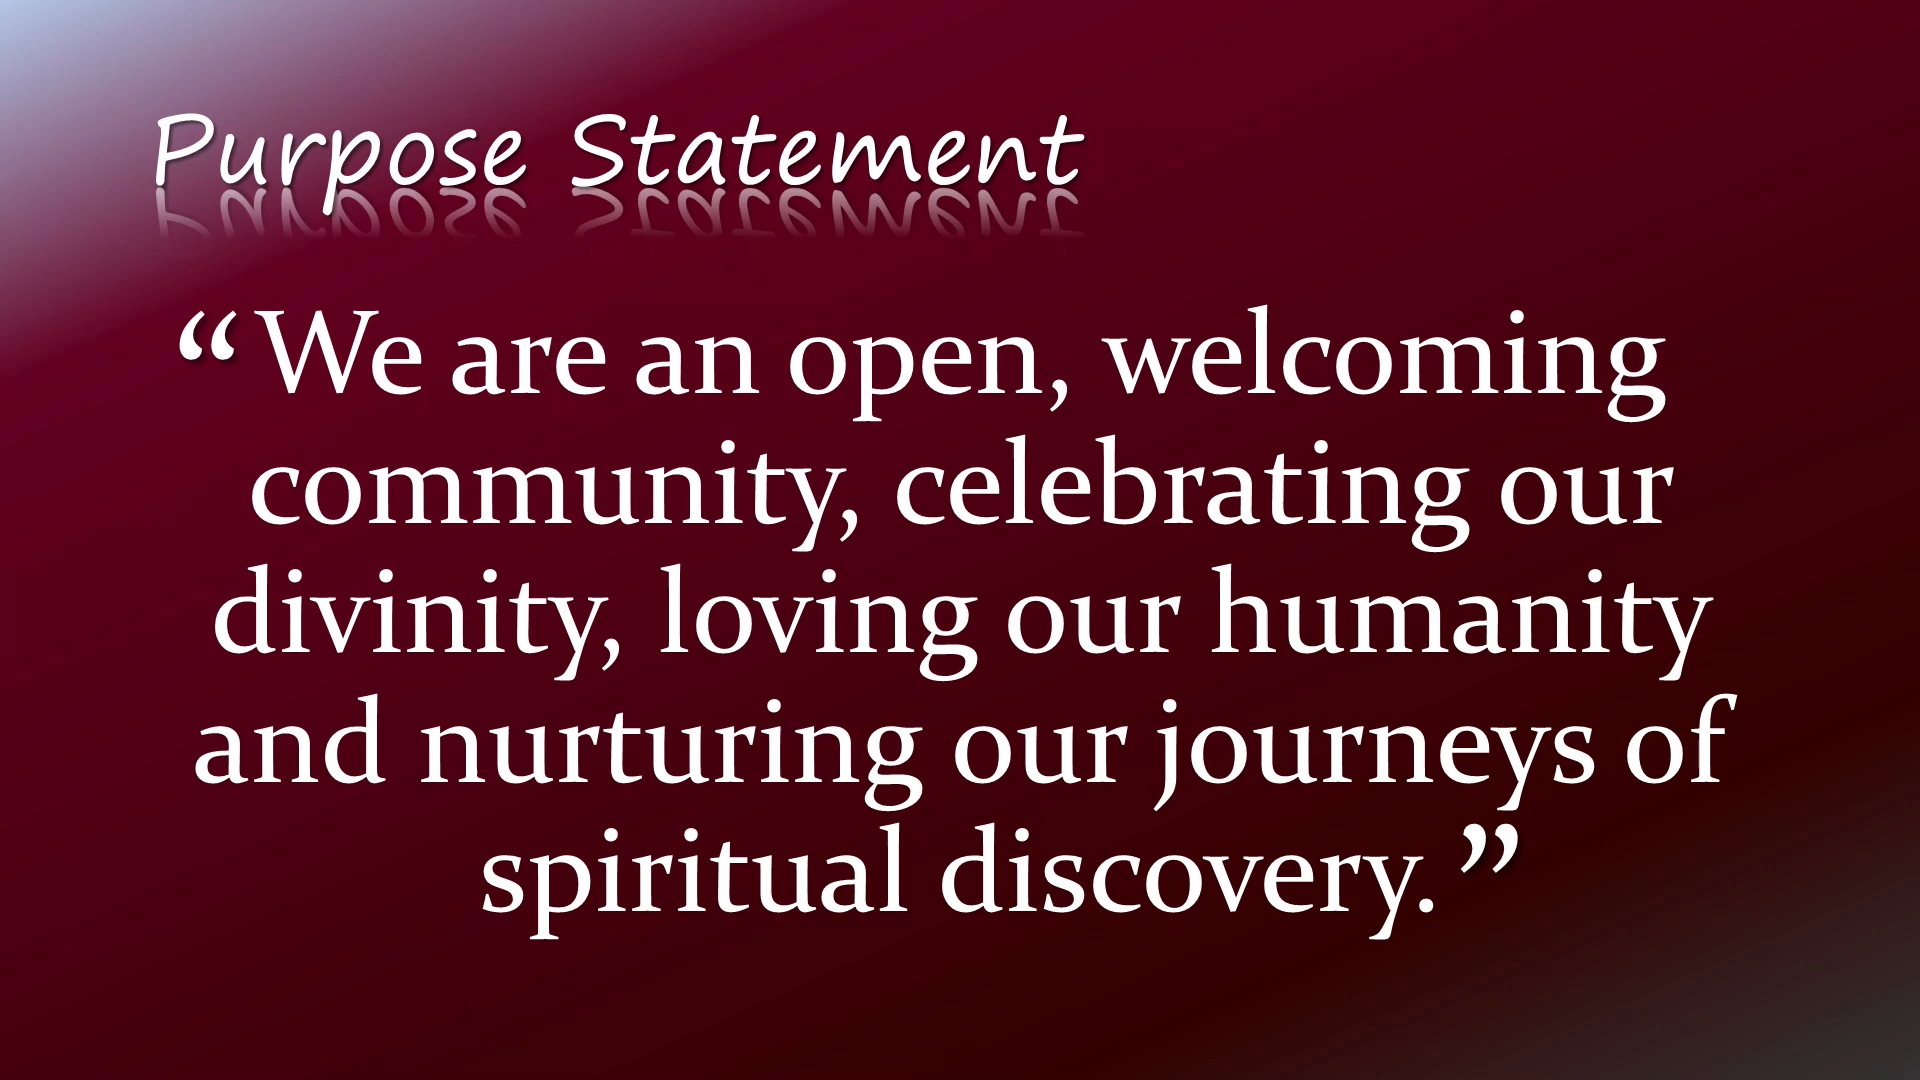 Purpose Statement
“We are an open, welcoming
community, celebrating our
divinity, loving our humanity
and nurturing our journeys of
spiritual discovery.”